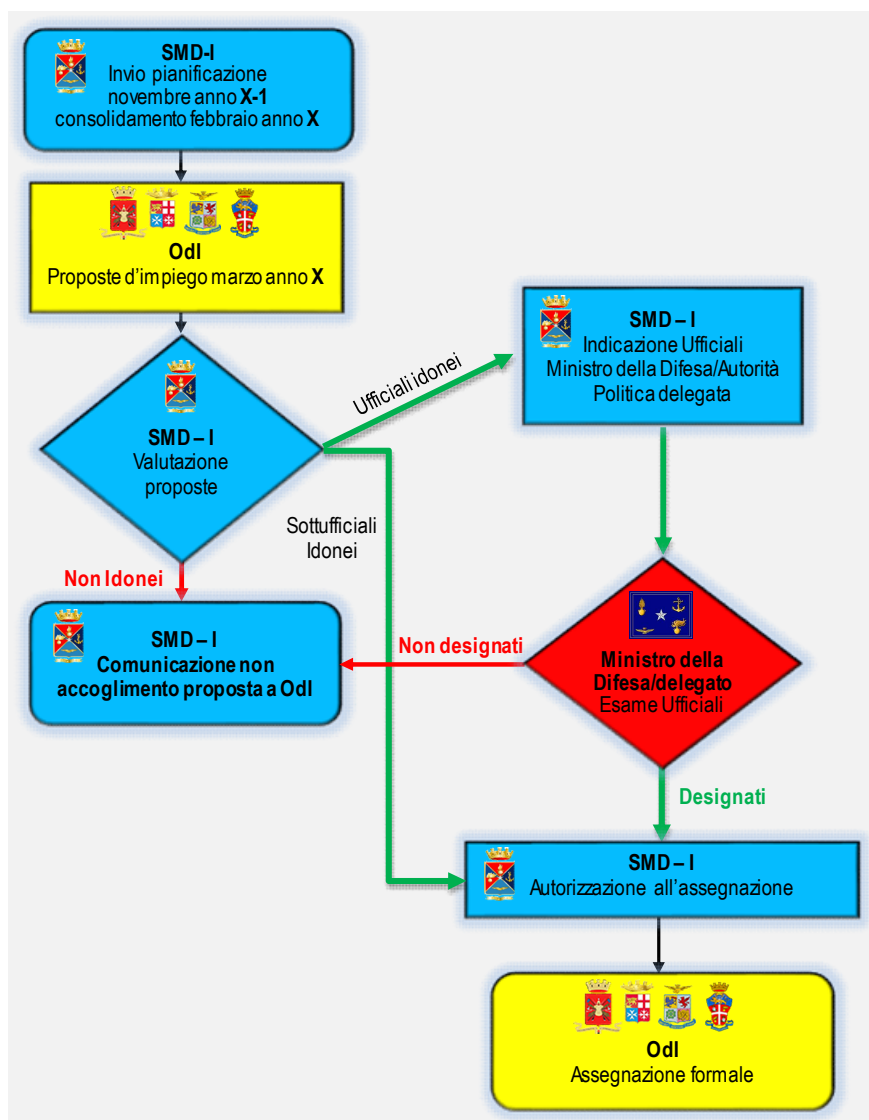 SMD-I
Invio pianificazione
novembre anno X-1
consolidamento febbraio anno X
OdI
Proposte d'impiego marzo anno X
SMD – I
Valutazione
proposte
Ufficiali idonei
SMD – I
Indicazione Ufficiali
Ministro della Difesa/Autorità
Politica delegata
Sottufficiali
Idonei
Non Idonei
SMD – I
Comunicazione non
accoglimento proposta a OdI
Non designati
Ministro della
Difesa/delegato
Esame Ufficiali
Designati
SMD – I
Autorizzazione all'assegnazione
OdI
Assegnazione formale